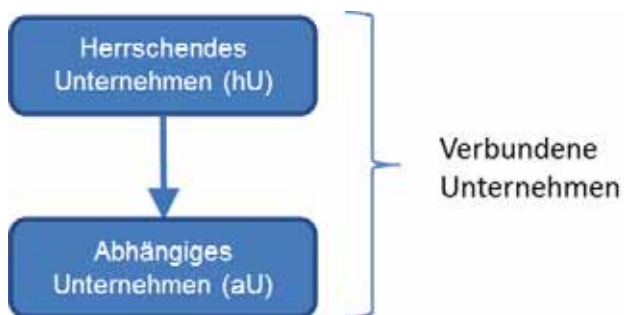 Herrschendes
Unternehmen (hU)
Verbundene
Unternehmen
Abhängiges
Unternehmen (aU)